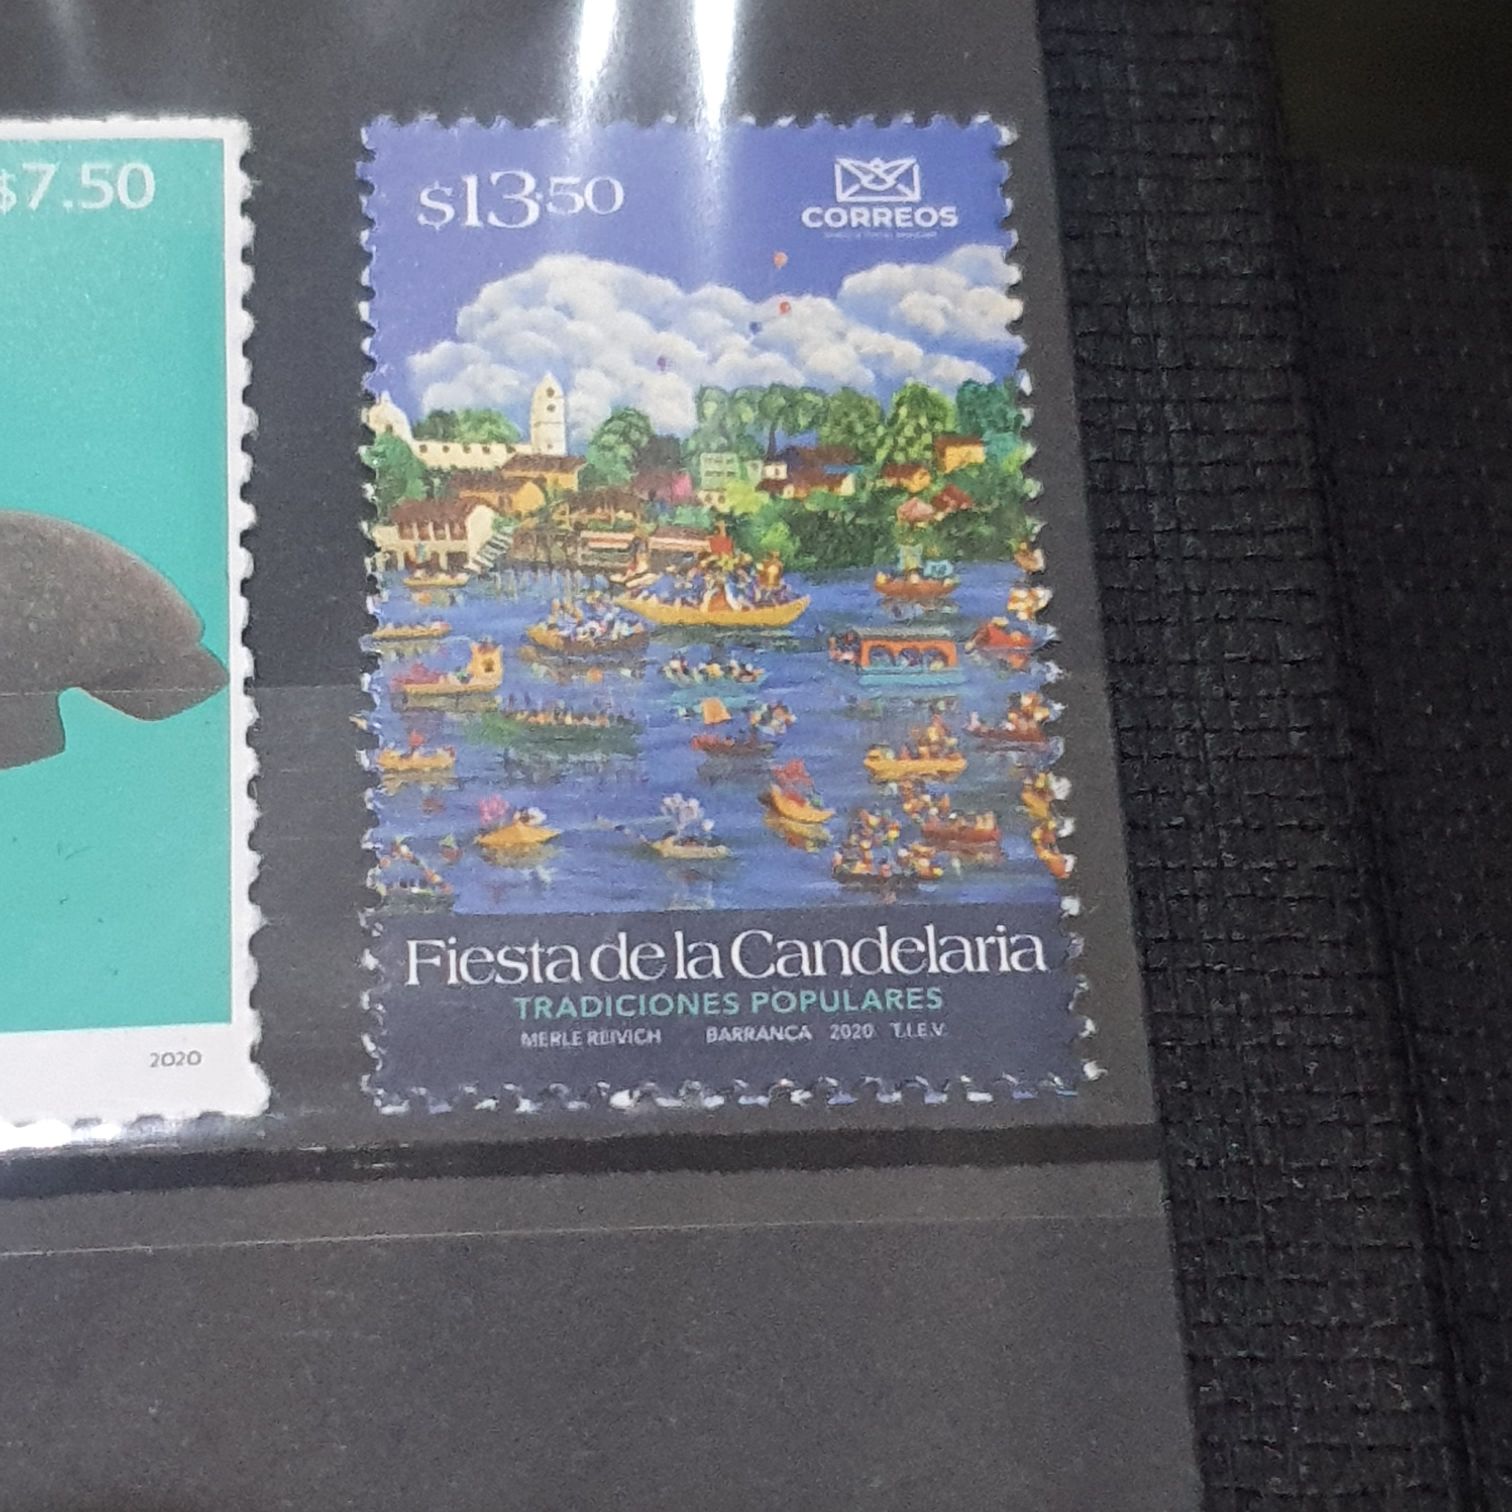 $7.50
2020
$13.50
CORREOS
Fiesta de la Candelaria
TRADICIONES POPULARES
MERLE REIVICH BARRANCA 2020 T.I.E.V.